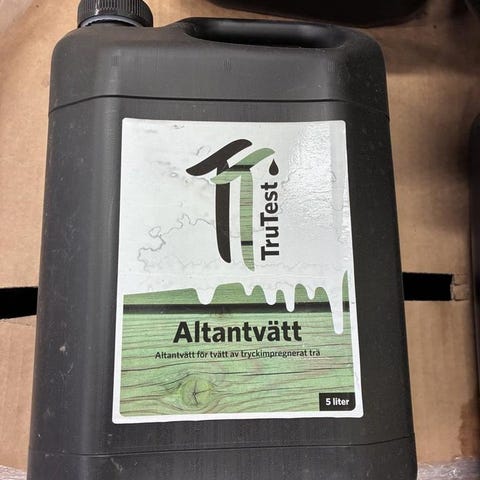 TruTest
Altantvätt
Altantvätt för tvätt av tryckimpregnerat trä
5 liter